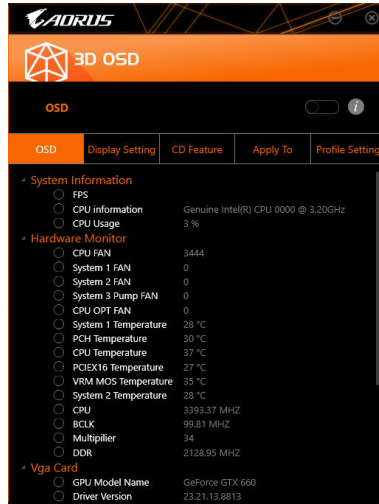 AORUS
3D OSD
OSD
i
OSD Display Setting CD Feature Apply To Profile Setting
System Information
FPS
CPU information Genuine Intel(R) CPU 0000 @ 3.20GHz
CPU Usage 3 %
Hardware Monitor
CPU FAN 3444
System 1 FAN 0
System 2 FAN 0
System 3 Pump FAN 0
CPU OPT FAN 0
System 1 Temperature 28 °C
PCH Temperature 30 °C
CPU Temperature 37 °C
PCIEX16 Temperature 27 °C
VRM MOS Temperature 35 °C
System 2 Temperature 28 °C
CPU 3393.37 MHZ
BCLK 99.81 MHZ
Multipilier 34
DDR 2128.95 MHZ
Vga Card
GPU Model Name GeForce GTX 660
Driver Version 23.21.13.8813